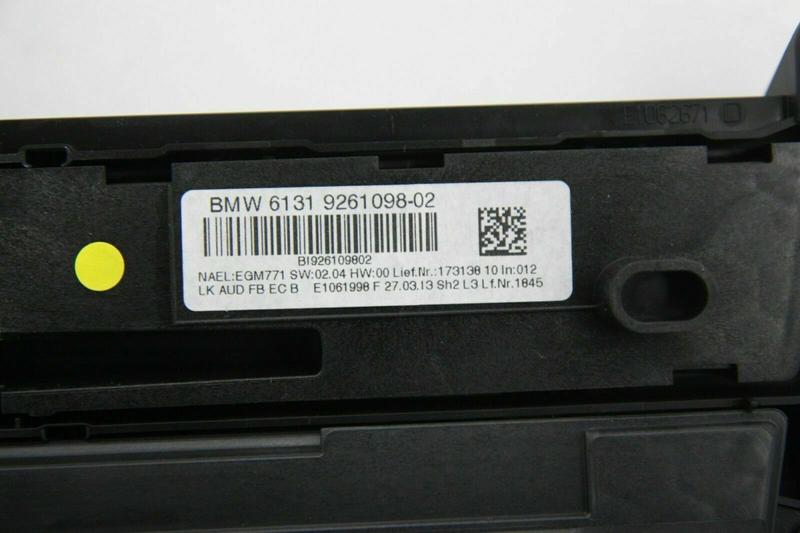 E1062671
BMW 6131 9261098-02
BI926109802
NAEL:EGM771 SW:02.04 HW:00 Lief.Nr.:173138 10 In:012
LK AUD FB EC B E1061998 F 27.03.13 Sh2 L3 Lf.Nr.1845